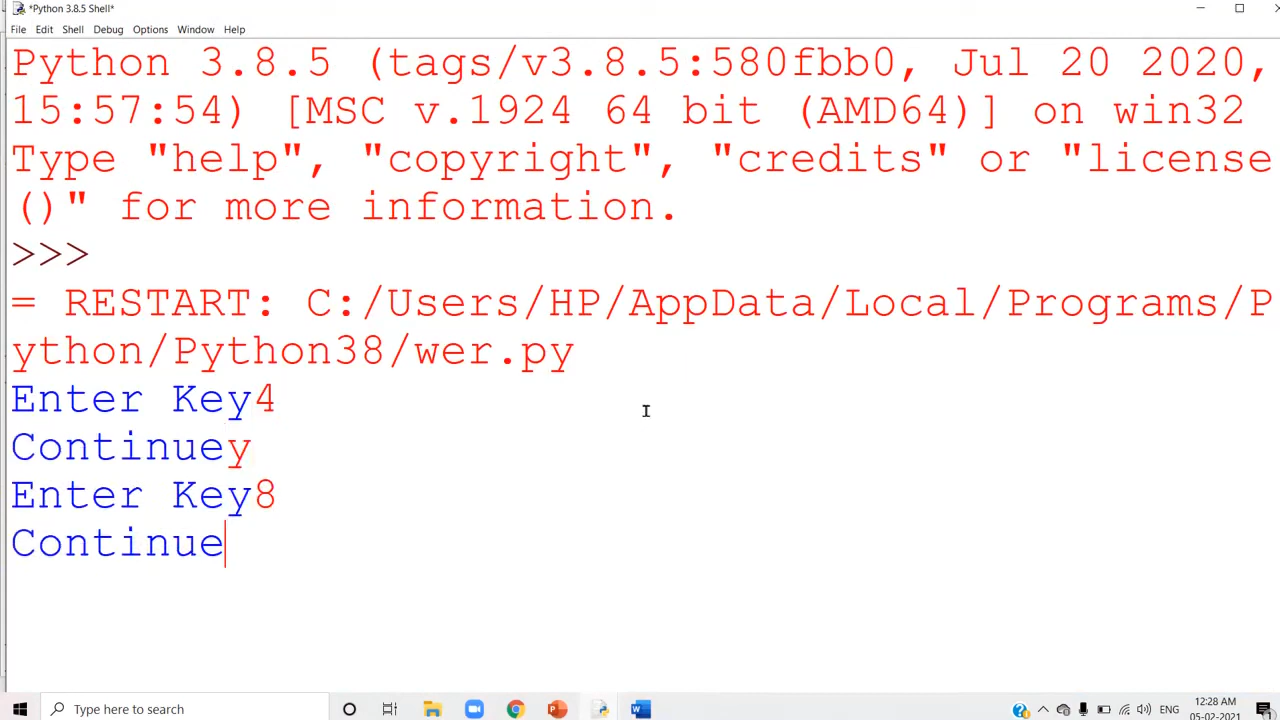 *Python 3.8.5 Shell*
File Edit Shell Debug Options Window Help
Python 3.8.5 (tags/v3.8.5:580fbb0, Jul 20 2020,
15:57:54) [MSC v.1924 64 bit (AMD64)] on win32
Type "help", "copyright", "credits" or "license
()" for more information.
>>>
= RESTART: C:/Users/HP/AppData/Local/Programs/P
ython/Python38/wer.py
Enter Key4
Continuey
Enter Key8
Continue
Type here to search
ENG
12:28 AM
05-02-2021